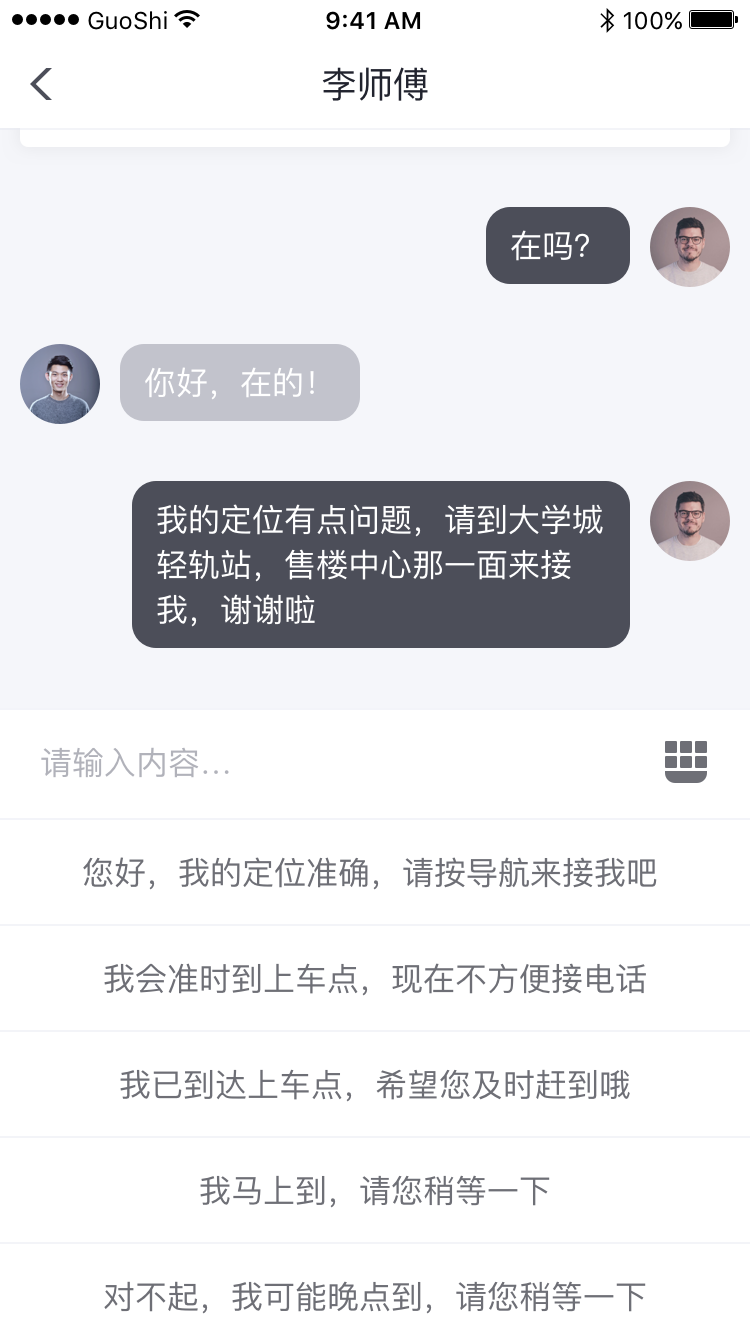 GuoShi 9:41 AM 100%
李师傅
在吗?
你好，在的！
我的定位有点问题，请到大学城
轻轨站，售楼中心那一面来接
我，谢谢啦
请输入内容...
您好，我的定位准确，请按导航来接我吧
我会准时到上车点，现在不方便接电话
我已到达上车点，希望您及时赶到哦
我马上到，请您稍等一下
对不起，我可能晚点到，请您稍等一下